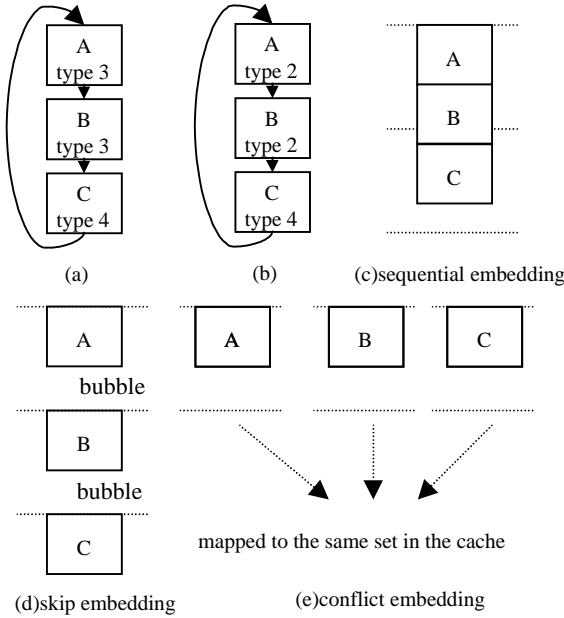 A
type 3
B
type 3
C
type 4
(a)
A
type 2
B
type 2
C
type 4
(b)
A
B
C
(c)sequential embedding
A
bubble
B
bubble
C
(d)skip embedding
A
B
C
mapped to the same set in the cache
(e)conflict embedding